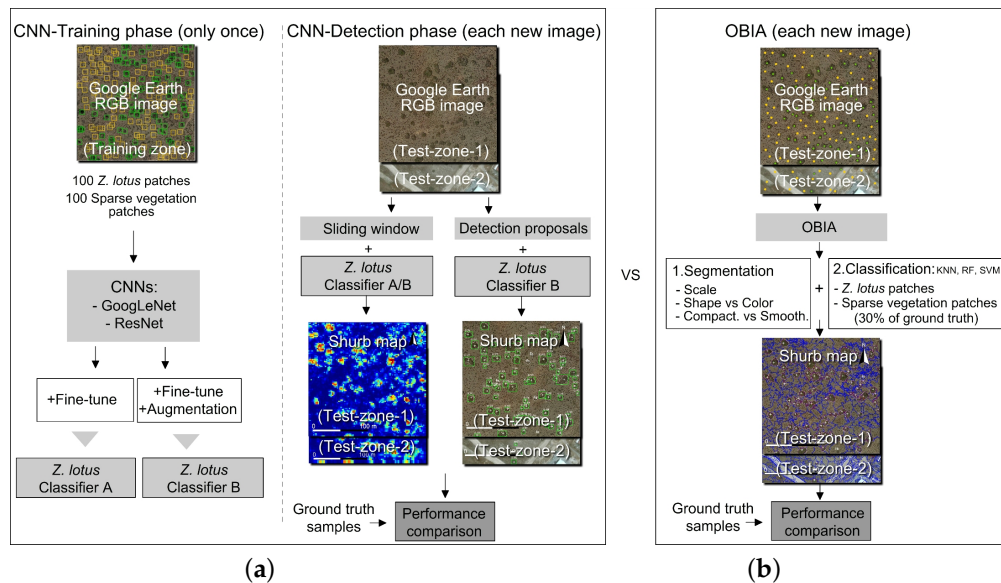 CNN-Training phase (only once)
Google Earth
RGB image
(Training zone)
100 Z. lotus patches
100 Sparse vegetation
patches
CNNs:
- GoogLeNet
- ResNet
+Fine-tune
+Fine-tune
+Augmentation
Z. lotus
Classifier A
Z. lotus
Classifier B
CNN-Detection phase (each new image)
Google Earth
RGB image
(Test-zone-1)
(Test-zone-2)
Sliding window
+
Z. lotus
Classifier A/B
Detection proposals
+
Z. lotus
Classifier B
Shurb map
(Test-zone-1)
0 100 m
(Test-zone-2)
0 100 m
Shurb map
(Test-zone-1)
0
(Test-zone-2)
Ground truth
samples
Performance
comparison
(a)
VS
OBIA (each new image)
Google Earth
RGB image
(Test-zone-1)
(Test-zone-2)
OBIA
1.Segmentation
- Scale
- Shape vs Color
- Compact. vs Smooth.
+
2.Classification: KNN, RF, SVM
- Z. lotus patches
- Sparse vegetation patches
(30% of ground truth)
Shurb map
(Test-zone-1)
(Test-zone-2)
Ground truth
samples
Performance
comparison
(b)